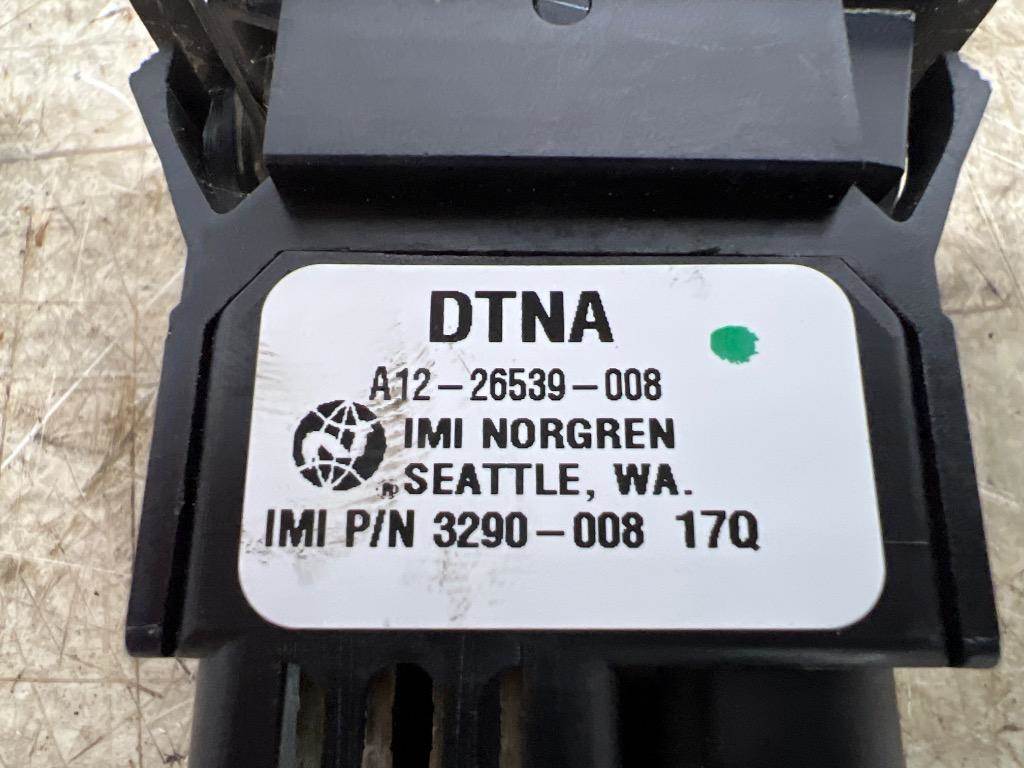 DTNA
A12-26539-008
IMI NORGREN
® SEATTLE, WA.
IMI P/N 3290-008 17Q